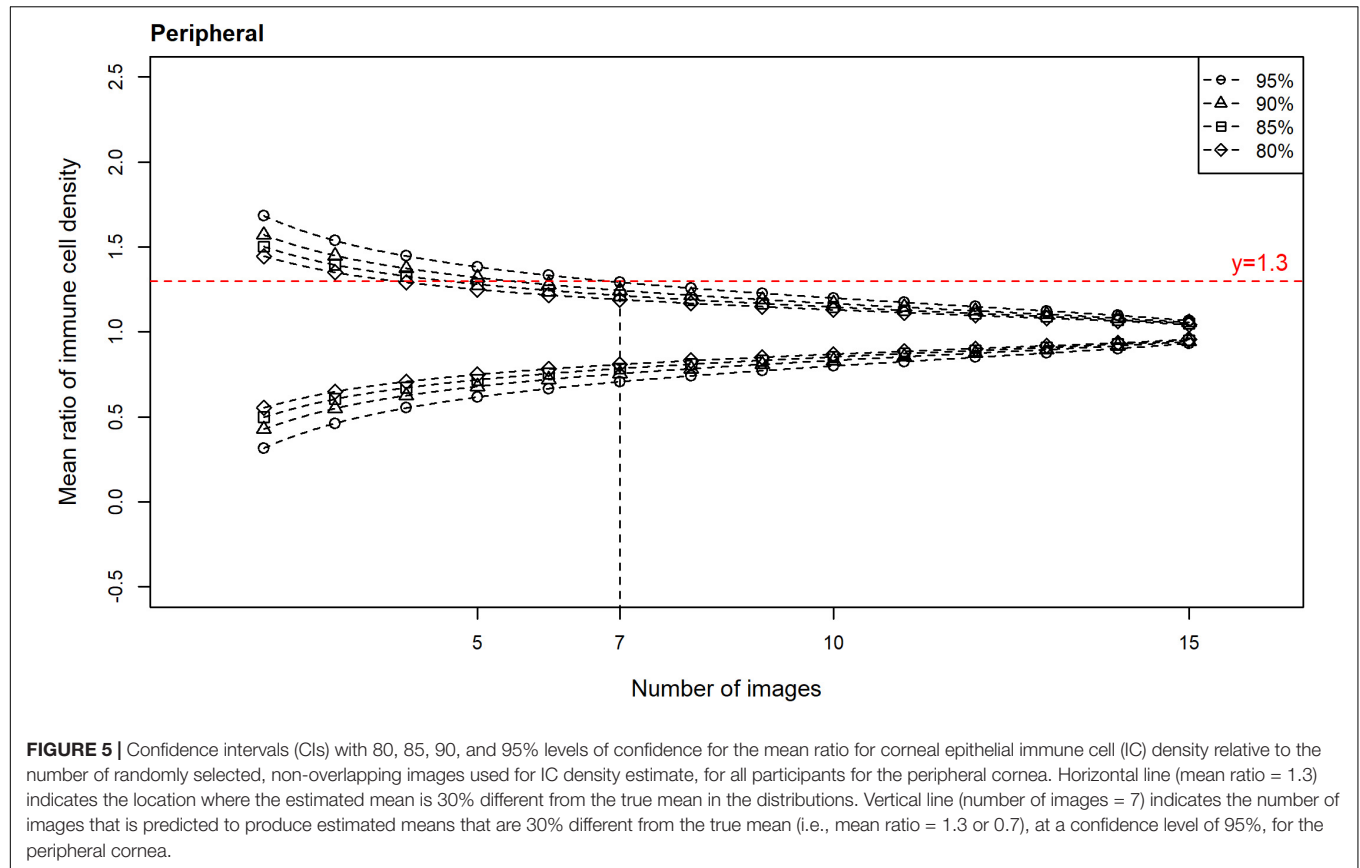 Peripheral
2.5
2.0
1.5
1.0
0.5
0.0
-0.5
Mean ratio of immune cell density
95%
90%
85%
80%
y=1.3
5
7
10
15
Number of images
FIGURE 5 | Confidence intervals (CIs) with 80, 85, 90, and 95% levels of confidence for the mean ratio for corneal epithelial immune cell (IC) density relative to the
number of randomly selected, non-overlapping images used for IC density estimate, for all participants for the peripheral cornea. Horizontal line (mean ratio = 1.3)
indicates the location where the estimated mean is 30% different from the true mean in the distributions. Vertical line (number of images = 7) indicates the number of
images that is predicted to produce estimated means that are 30% different from the true mean (i.e., mean ratio = 1.3 or 0.7), at a confidence level of 95%, for the
peripheral cornea.